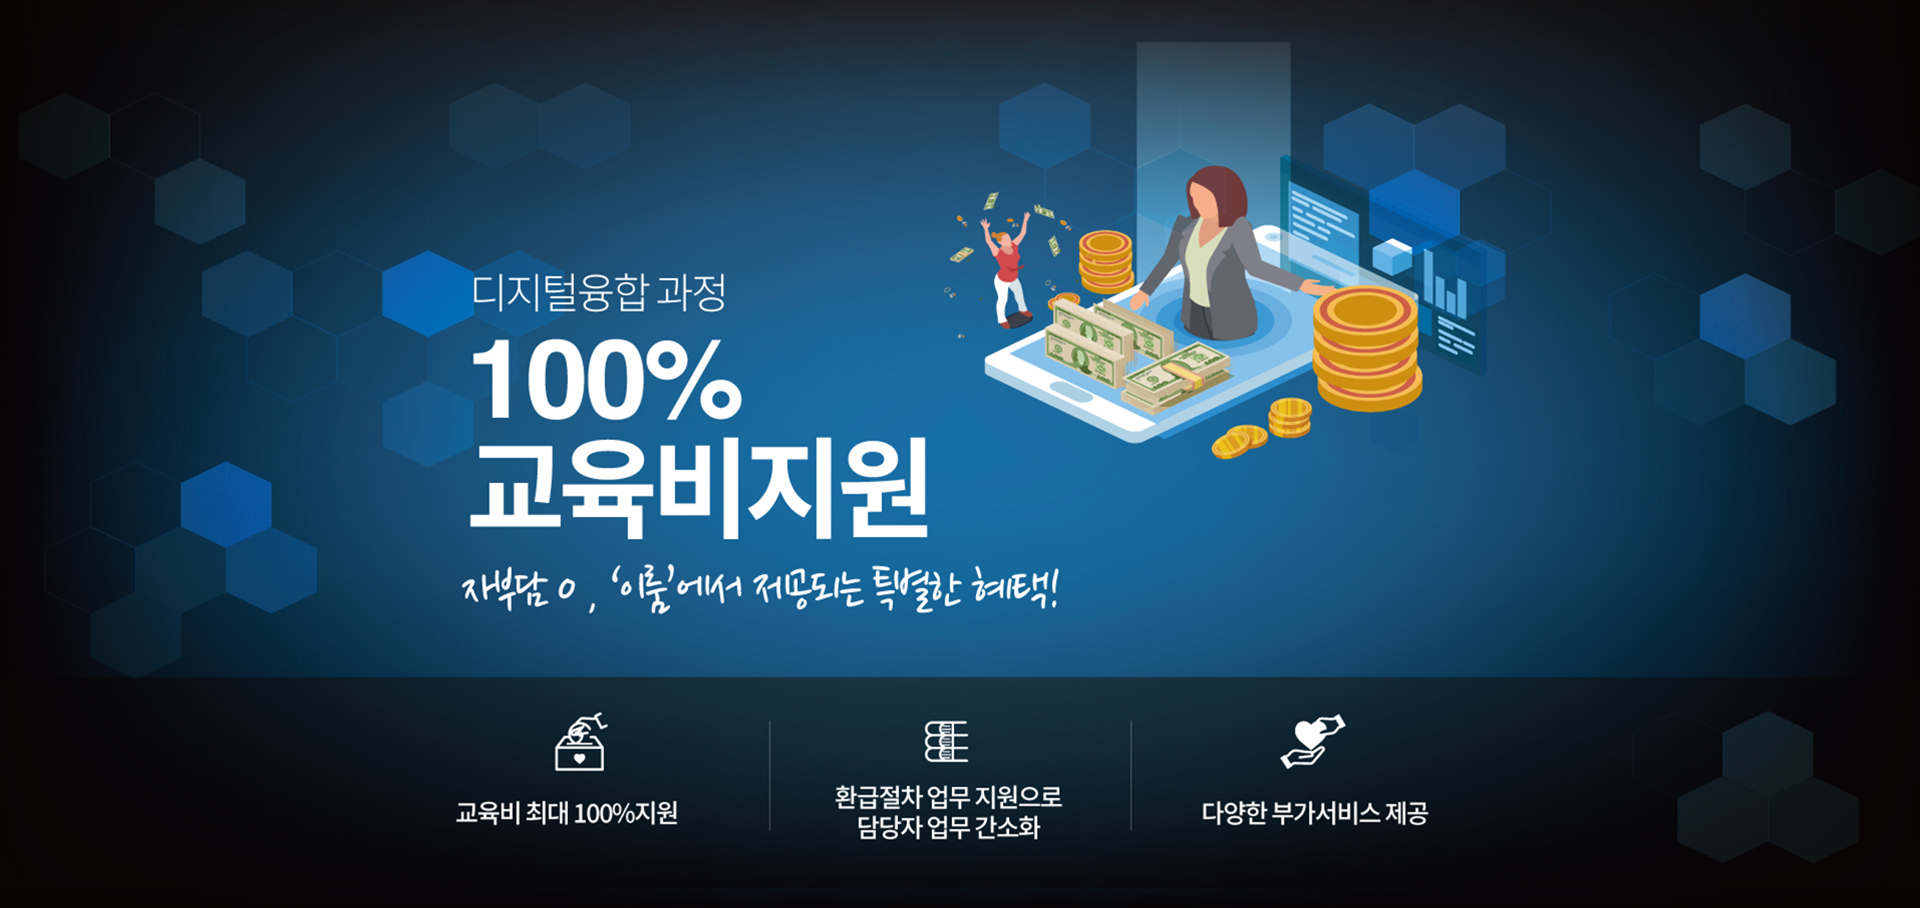 디지털융합 과정
100%
교육비지원
자부담 0, '이룸'에서 제공되는 특별한 혜택!
교육비 최대 100%지원
환급절차 업무 지원으로
담당자 업무 간소화
다양한 부가서비스 제공